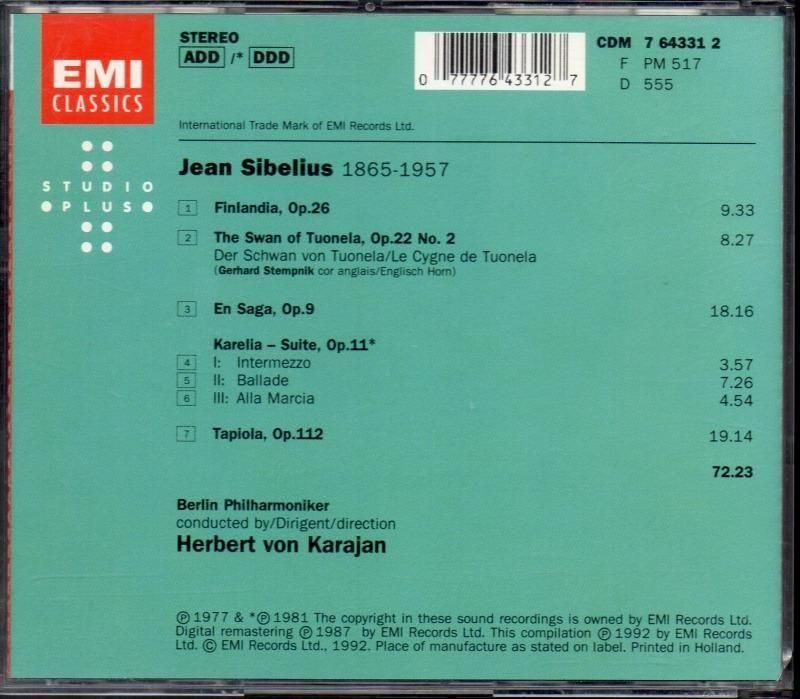 EMI
CLASSICS
STUDIO
PLUS
STEREO
ADD /* DDD
0 77776 43312 7
CDM 7 64331 2
F PM 517
D 555
International Trade Mark of EMI Records Ltd.
Jean Sibelius 1865-1957
1 Finlandia, Op.26 9.33
2 The Swan of Tuonela, Op.22 No. 2 8.27
Der Schwan von Tuonela/Le Cygne de Tuonela
(Gerhard Stempnik cor anglais/Englisch Horn)
3 En Saga, Op.9 18.16
Karelia – Suite, Op.11*
4 I: Intermezzo 3.57
5 II: Ballade 7.26
6 III: Alla Marcia 4.54
7 Tapiola, Op.112 19.14
72.23
Berlin Philharmoniker
conducted by/Dirigent/direction
Herbert von Karajan
℗ 1977 & *℗ 1981 The copyright in these sound recordings is owned by EMI Records Ltd.
Digital remastering ℗ 1987 by EMI Records Ltd. This compilation ℗ 1992 by EMI Records
Ltd. © EMI Records Ltd., 1992. Place of manufacture as stated on label. Printed in Holland.